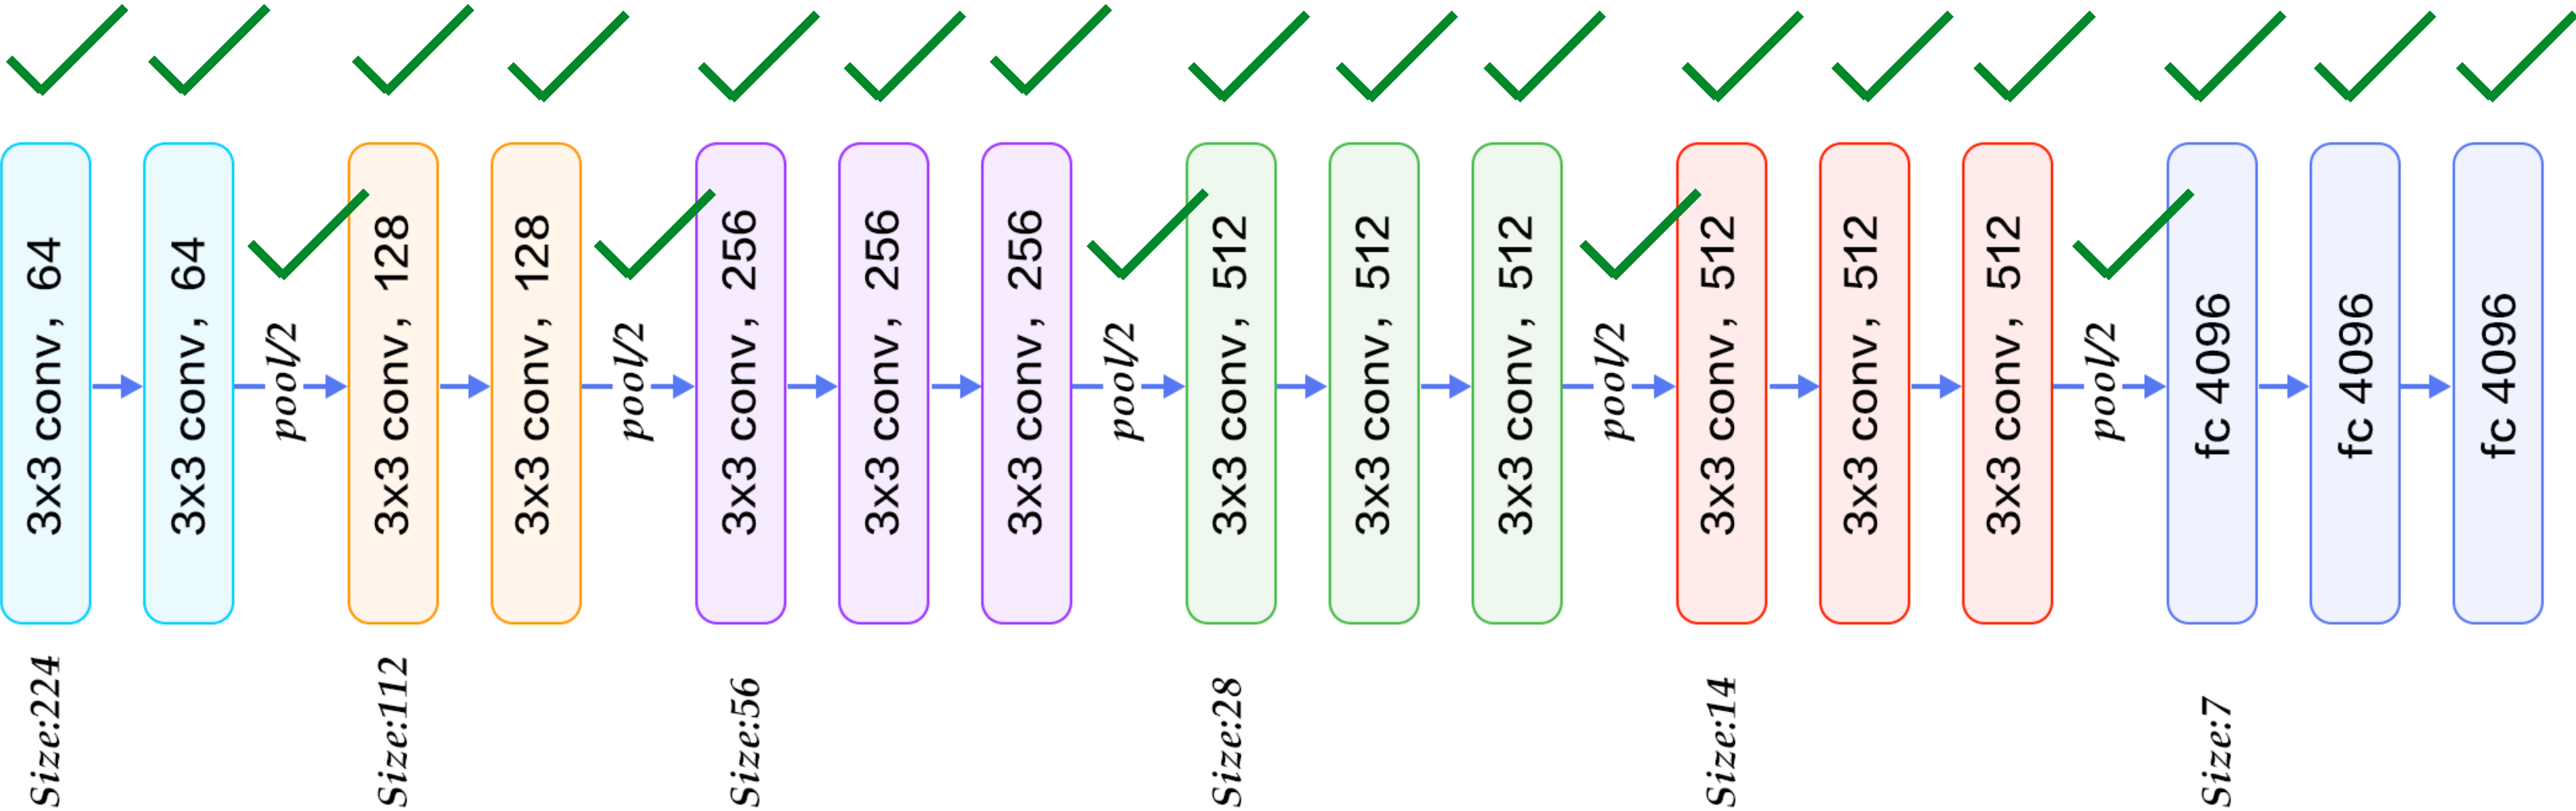 3x3 conv, 64
3x3 conv, 64
pool/2
3x3 conv, 128
3x3 conv, 128
pool/2
3x3 conv, 256
3x3 conv, 256
3x3 conv, 256
pool/2
3x3 conv, 512
3x3 conv, 512
3x3 conv, 512
pool/2
3x3 conv, 512
3x3 conv, 512
3x3 conv, 512
pool/2
fc 4096
fc 4096
fc 4096
Size:224
Size:112
Size:56
Size:28
Size:14
Size:7